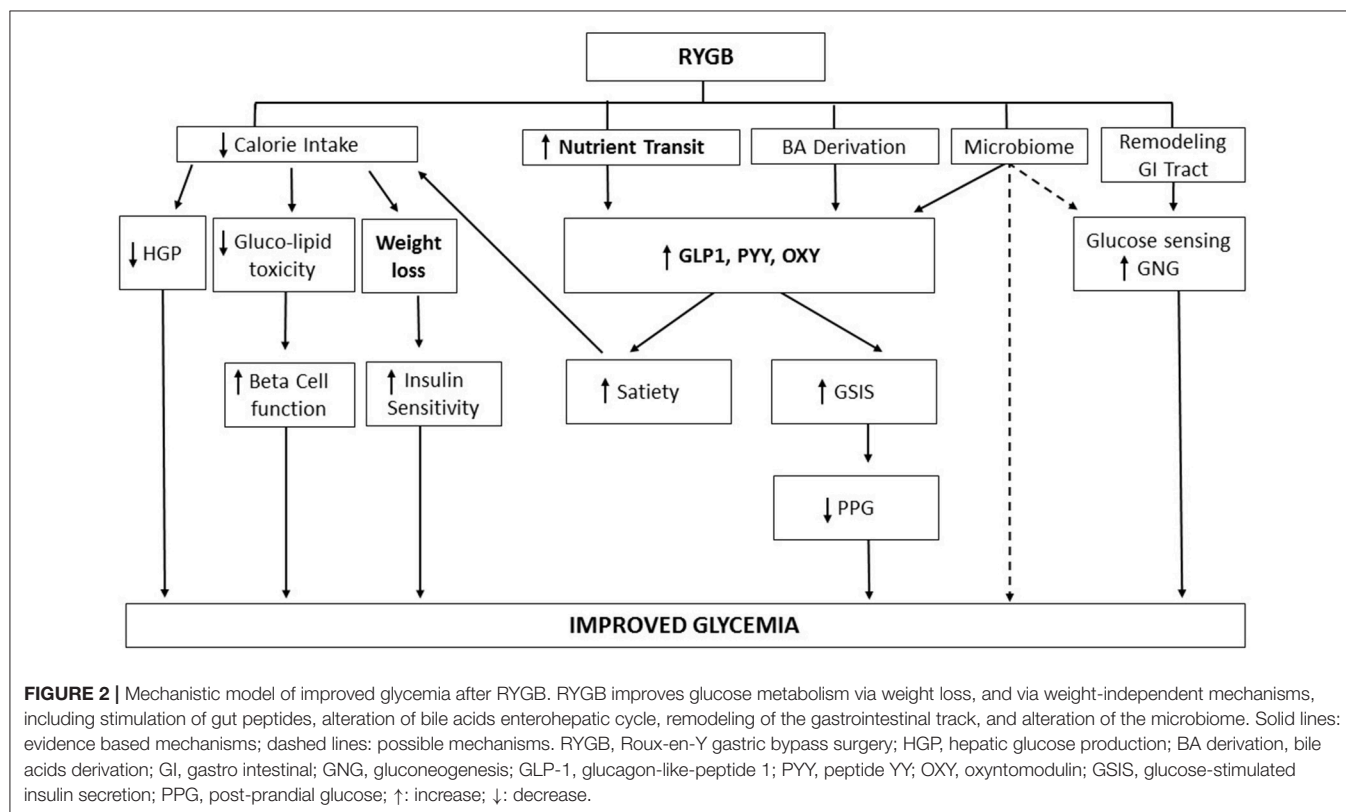 RYGB
↓ Calorie Intake
↑ Nutrient Transit
BA Derivation
Microbiome
Remodeling
GI Tract
↓ HGP
↓ Gluco-lipid
toxicity
Weight
loss
↑ GLP1, PYY, OXY
Glucose sensing
↑ GNG
↑ Beta Cell
function
↑ Insulin
Sensitivity
↑ Satiety
↑ GSIS
↓ PPG
IMPROVED GLYCEMIA
FIGURE 2 | Mechanistic model of improved glycemia after RYGB. RYGB improves glucose metabolism via weight loss, and via weight-independent mechanisms,
including stimulation of gut peptides, alteration of bile acids enterohepatic cycle, remodeling of the gastrointestinal track, and alteration of the microbiome. Solid lines:
evidence based mechanisms; dashed lines: possible mechanisms. RYGB, Roux-en-Y gastric bypass surgery; HGP, hepatic glucose production; BA derivation, bile
acids derivation; GI, gastro intestinal; GNG, gluconeogenesis; GLP-1, glucagon-like-peptide 1; PYY, peptide YY; OXY, oxyntomodulin; GSIS, glucose-stimulated
insulin secretion; PPG, post-prandial glucose; ↑: increase; ↓: decrease.